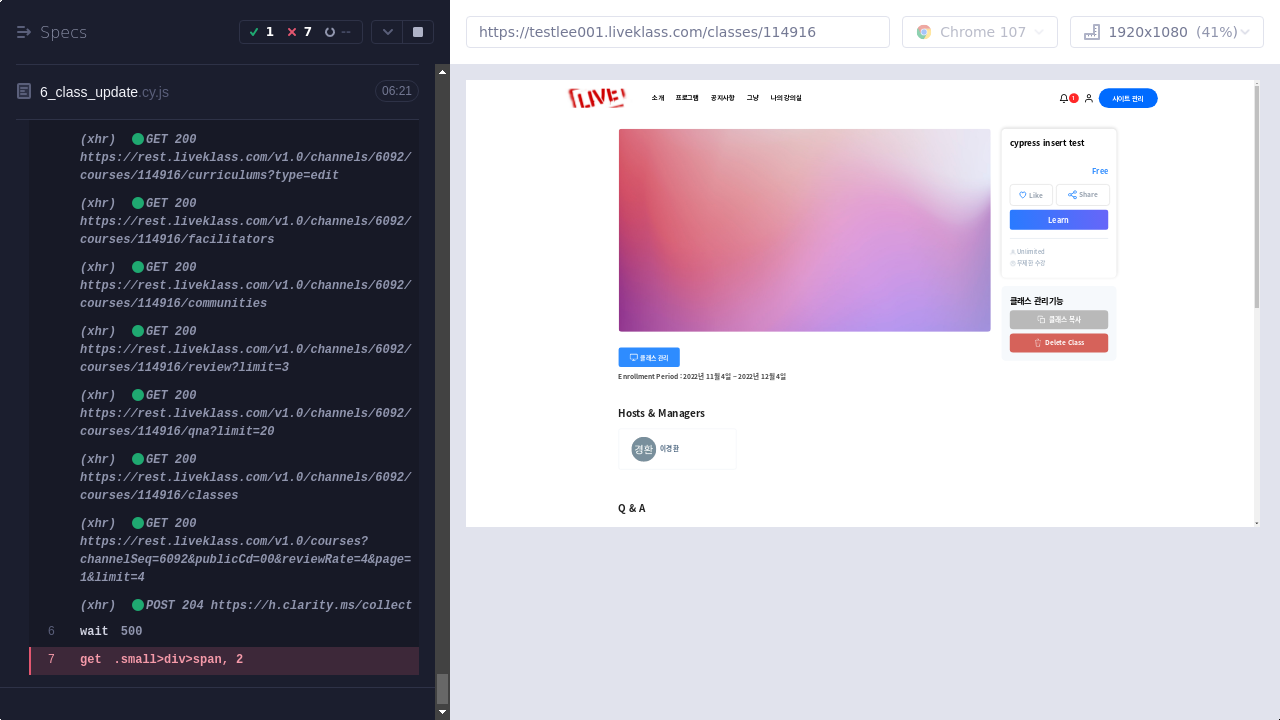 Specs
1
7
--
6_class_update.cy.js
06:21
(xhr) GET 200
https://rest.liveklass.com/v1.0/channels/6092/
courses/114916/curriculums?type=edit
(xhr) GET 200
https://rest.liveklass.com/v1.0/channels/6092/
courses/114916/facilitators
(xhr) GET 200
https://rest.liveklass.com/v1.0/channels/6092/
courses/114916/communities
(xhr) GET 200
https://rest.liveklass.com/v1.0/channels/6092/
courses/114916/review?limit=3
(xhr) GET 200
https://rest.liveklass.com/v1.0/channels/6092/
courses/114916/qna?limit=20
(xhr) GET 200
https://rest.liveklass.com/v1.0/channels/6092/
courses/114916/classes
(xhr) GET 200
https://rest.liveklass.com/v1.0/courses?
channelSeq=6092&publicCd=00&reviewRate=4&page=
1&limit=4
(xhr) POST 204 https://h.clarity.ms/collect
6 wait 500
7 get .small>div>span, 2
https://testlee001.liveklass.com/classes/114916
Chrome 107
1920x1080 (41%)
LIVE!
소개 프로그램 공지사항 그냥 나의 강의실
1
사이트 관리
cypress insert test
Free
Like
Share
Learn
Unlimited
무제한 수강
클래스 관리기능
클래스 복사
Delete Class
클래스 관리
Enrollment Period : 2022년 11월 4일 ~ 2022년 12월 4일
Hosts & Managers
경환 이경환
Q & A